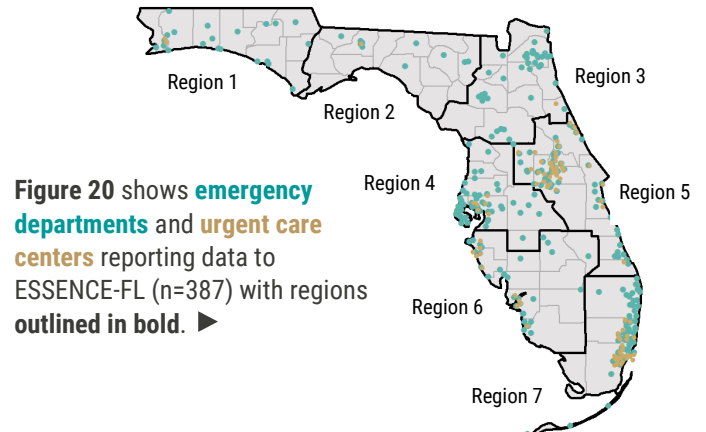 Region 1
Region 2
Region 3
Region 4
Region 5
Figure 20 shows emergency
departments and urgent care
centers reporting data to
ESSENCE-FL (n=387) with regions
outlined in bold. ►
Region 6
Region 7